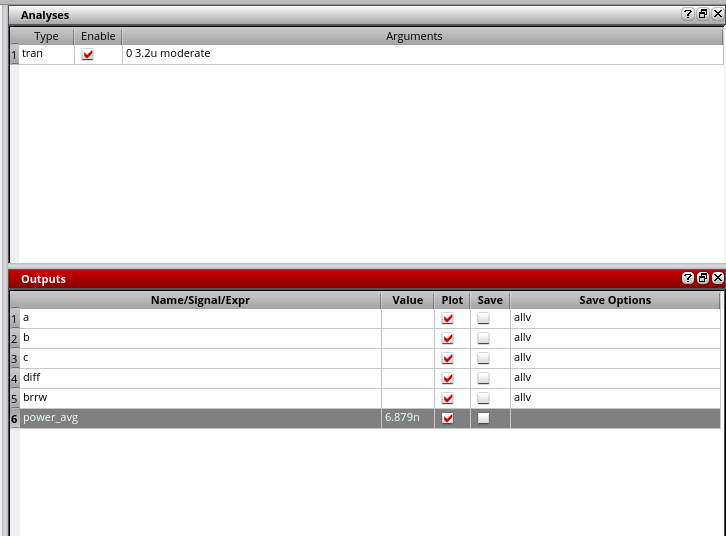 Analyses
Type Enable Arguments
1 tran 0 3.2u moderate
Outputs
Name/Signal/Expr Value Plot Save Save Options
1 a allv
2 b allv
3 c allv
4 diff allv
5 brrw allv
6 power_avg 6.879n